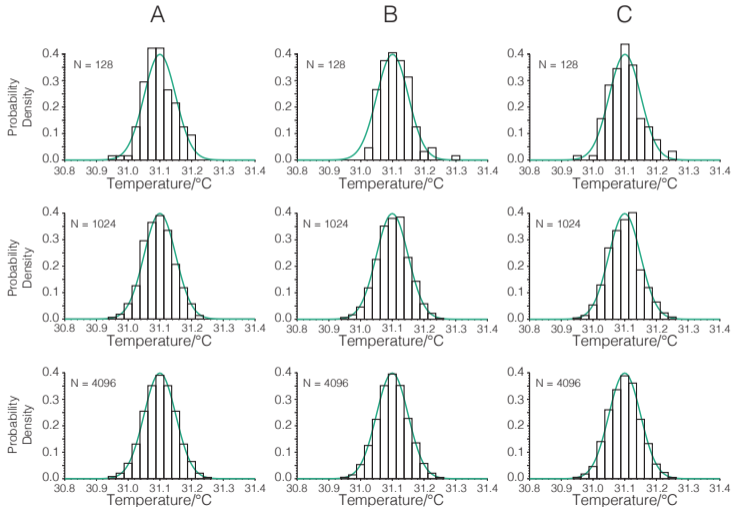 A B C
0.4 0.4 0.4
N = 128 N = 128 N = 128
0.3 0.3 0.3
Probability
Density
0.2 0.2 0.2
0.1 0.1 0.1
0.0 0.0 0.0
30.8 30.9 31.0 31.1 31.2 31.3 31.4 30.8 30.9 31.0 31.1 31.2 31.3 31.4 30.8 30.9 31.0 31.1 31.2 31.3 31.4
Temperature/°C Temperature/°C Temperature/°C
0.4 0.4 0.4
N = 1024 N = 1024 N = 1024
0.3 0.3 0.3
Probability
Density
0.2 0.2 0.2
0.1 0.1 0.1
0.0 0.0 0.0
30.8 30.9 31.0 31.1 31.2 31.3 31.4 30.8 30.9 31.0 31.1 31.2 31.3 31.4 30.8 30.9 31.0 31.1 31.2 31.3 31.4
Temperature/°C Temperature/°C Temperature/°C
0.4 0.4 0.4
N = 4096 N = 4096 N = 4096
0.3 0.3 0.3
Probability
Density
0.2 0.2 0.2
0.1 0.1 0.1
0.0 0.0 0.0
30.8 30.9 31.0 31.1 31.2 31.3 31.4 30.8 30.9 31.0 31.1 31.2 31.3 31.4 30.8 30.9 31.0 31.1 31.2 31.3 31.4
Temperature/°C Temperature/°C Temperature/°C